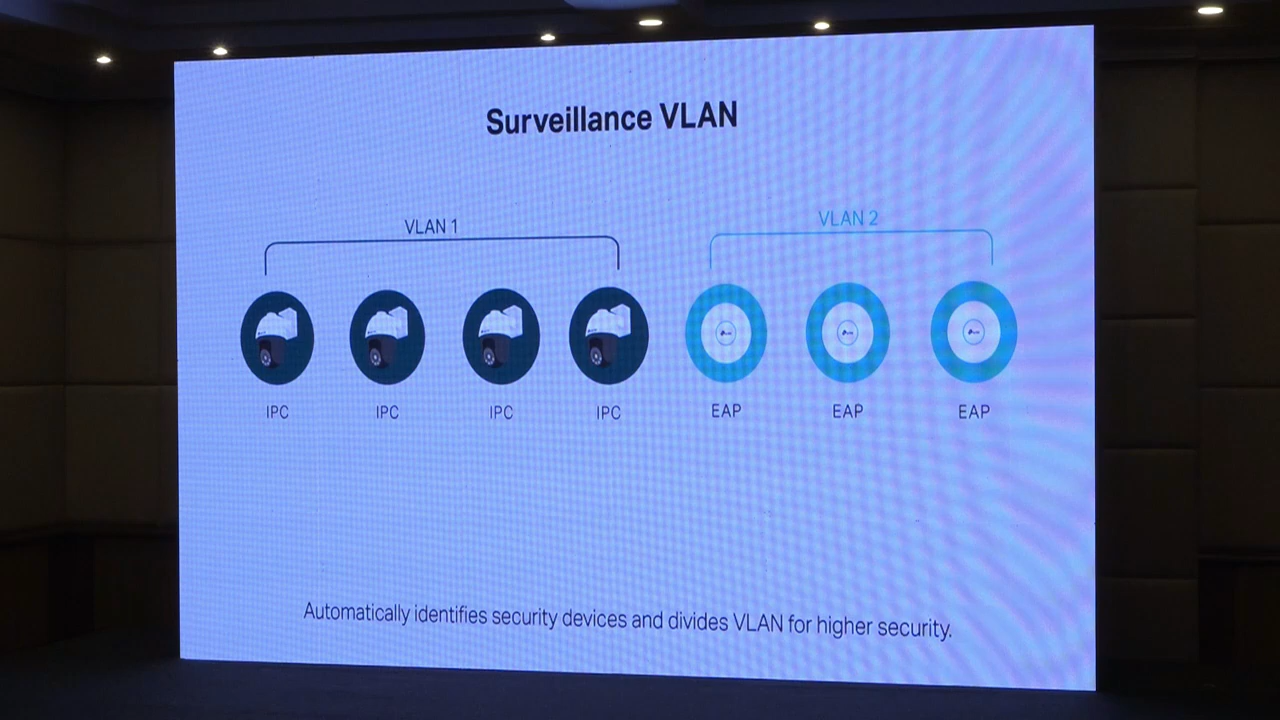 Surveillance VLAN
VLAN 1
VLAN 2
IPC
IPC
IPC
IPC
EAP
EAP
EAP
Automatically identifies security devices and divides VLAN for higher security.